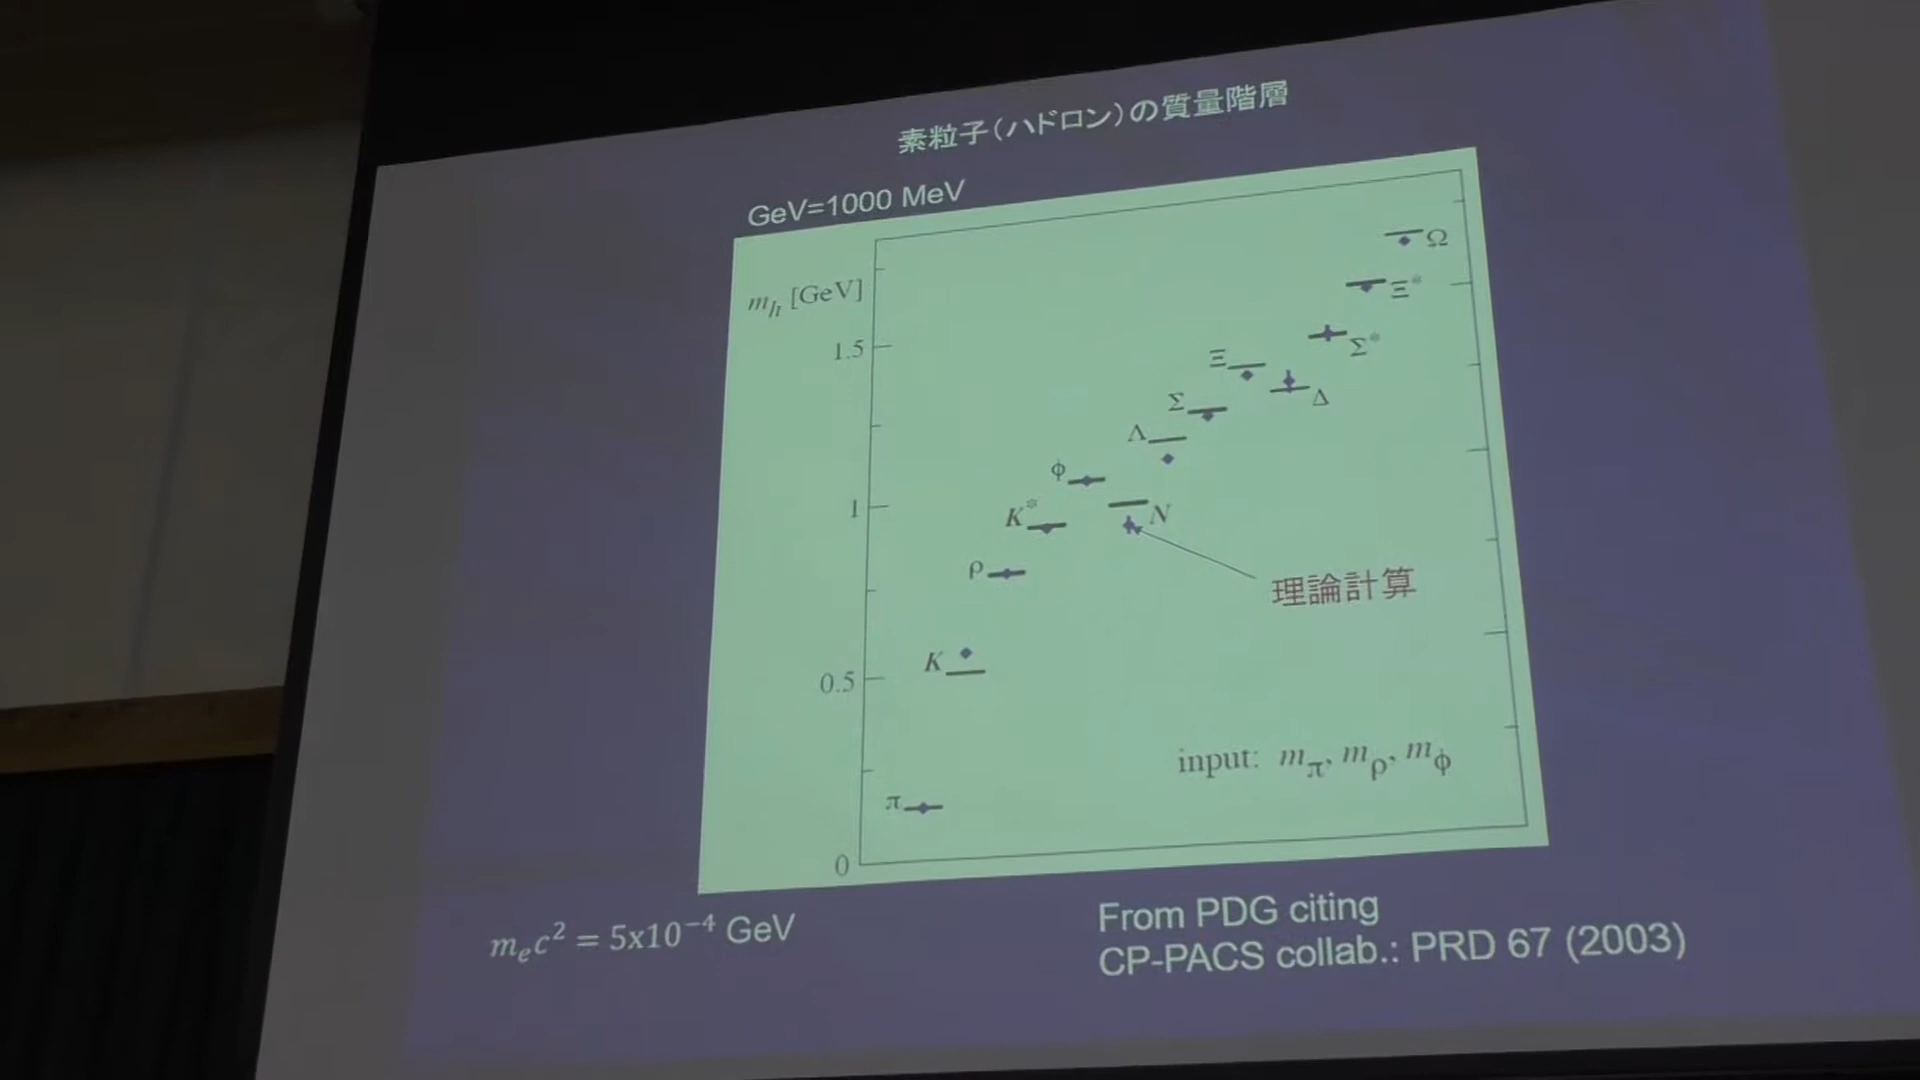 素粒子(ハドロン)の質量階層
GeV=1000 MeV
m_h [GeV]
1.5
1
0.5
0
Ω
Ξ*
Σ*
Ξ
Δ
Σ
Λ
ϕ
N
K*
ρ
K
π
理論計算
input: m_π, m_ρ, m_ϕ
m_e c² = 5x10⁻⁴ GeV
From PDG citing
CP-PACS collab.: PRD 67 (2003)